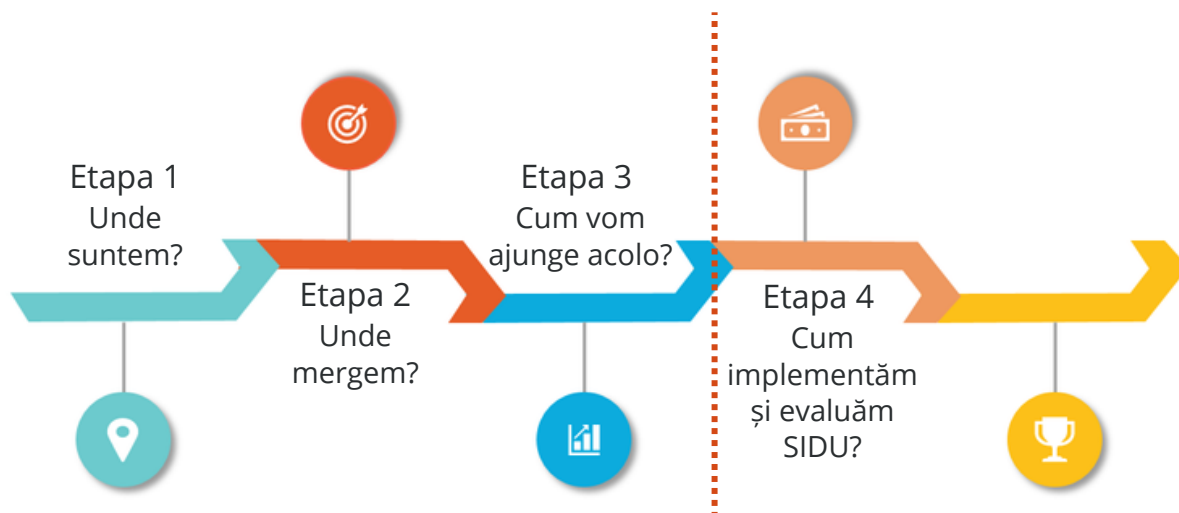 Etapa 1
Unde
suntem?
Etapa 2
Unde
mergem?
Etapa 3
Cum vom
ajunge acolo?
Etapa 4
Cum
implementăm
și evaluăm
SIDU?